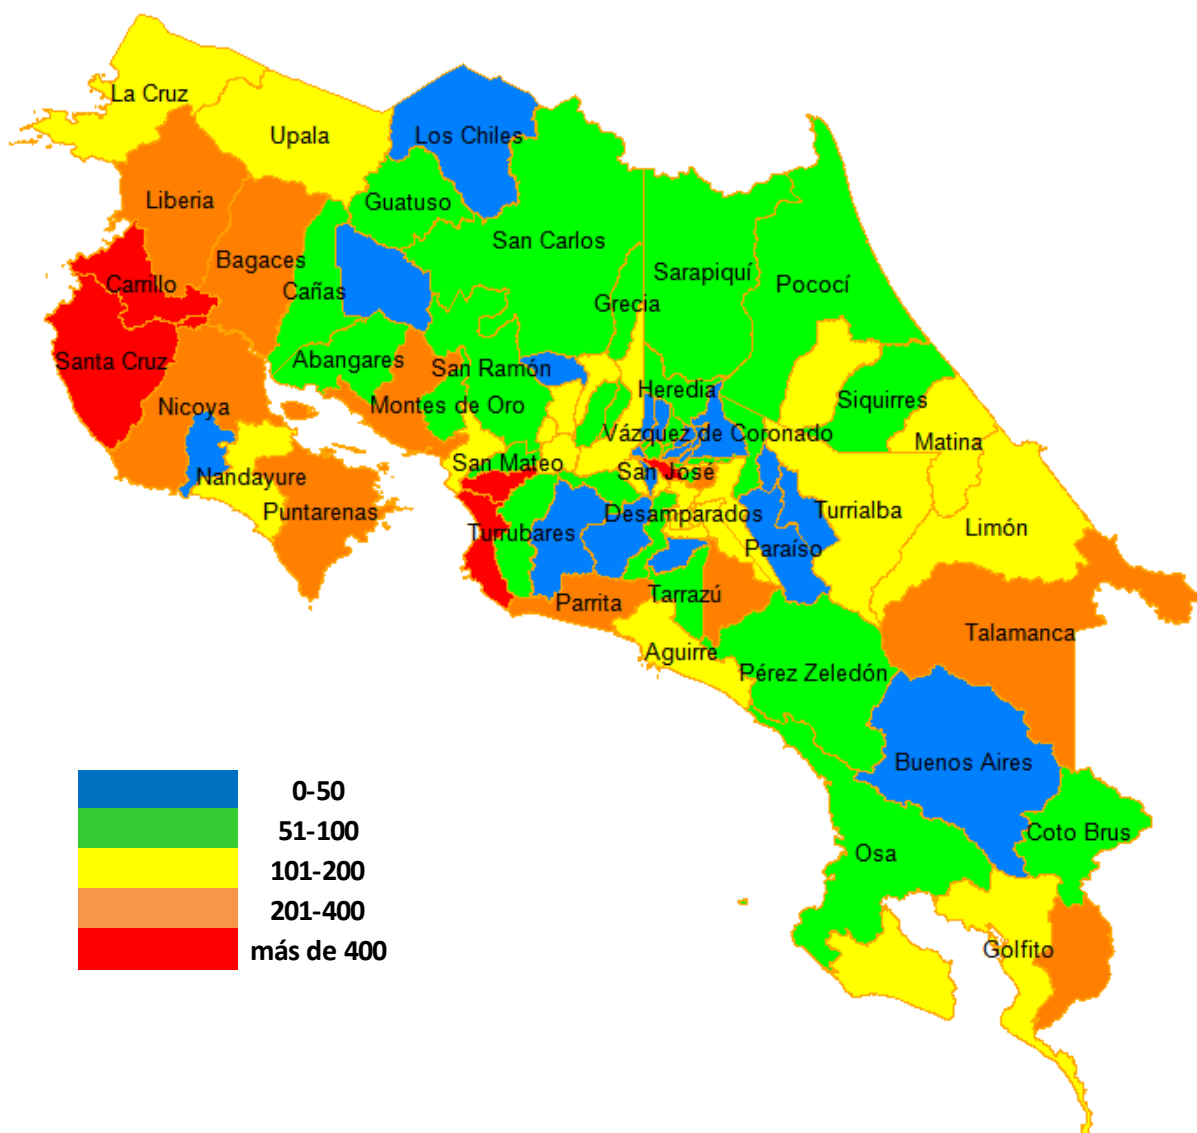 La Cruz
Upala
Los Chiles
Liberia
Guatuso
Bagaces
San Carlos
Sarapiquí
Pococí
Carrillo
Cañas
Grecia
Santa Cruz
Abangares
San Ramón
Heredia
Siquirres
Nicoya
Montes de Oro
Vázquez de Coronado
Matina
San Mateo
San José
Nandayure
Puntarenas
Desamparados
Turrialba
Limón
Turrubares
Paraíso
Parrita
Tarrazú
Talamanca
Aguirre
Pérez Zeledón
Buenos Aires
Coto Brus
Osa
Golfito
0-50
51-100
101-200
201-400
más de 400